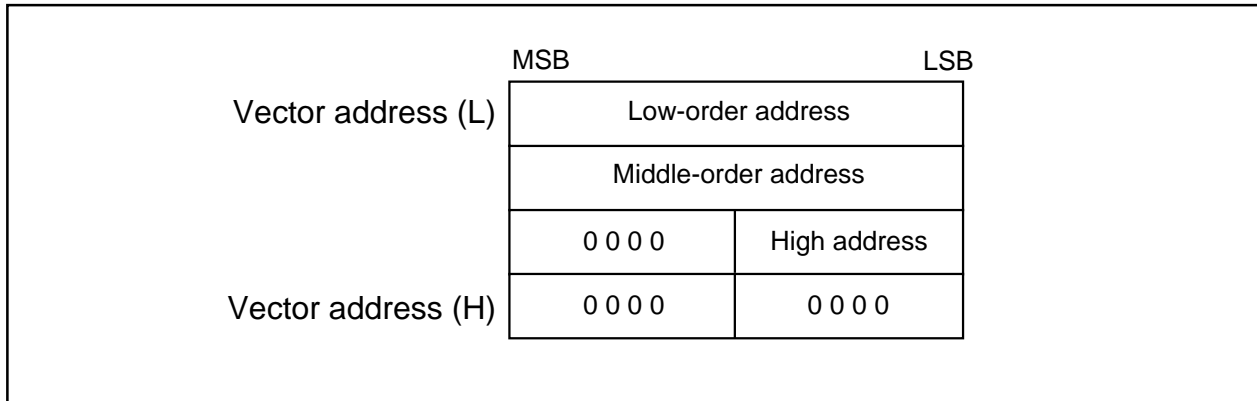 MSB LSB
Vector address (L) Low-order address
Middle-order address
0 0 0 0 High address
Vector address (H) 0 0 0 0 0 0 0 0